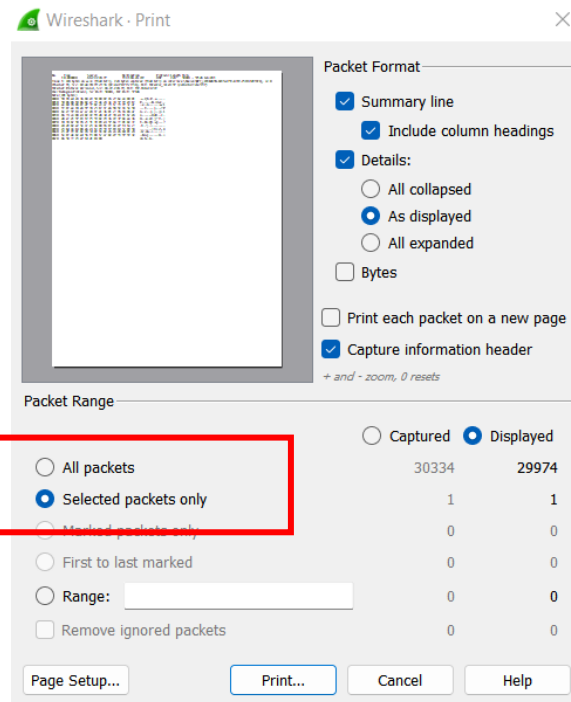 Wireshark · Print
Packet Format
Summary line
Include column headings
Details:
All collapsed
As displayed
All expanded
Bytes
Print each packet on a new page
Capture information header
+ and - zoom, 0 resets
Packet Range
Captured Displayed
All packets 30334 29974
Selected packets only 1 1
Marked packets only 0 0
First to last marked 0 0
Range: 0 0
Remove ignored packets 0 0
Page Setup... Print... Cancel Help